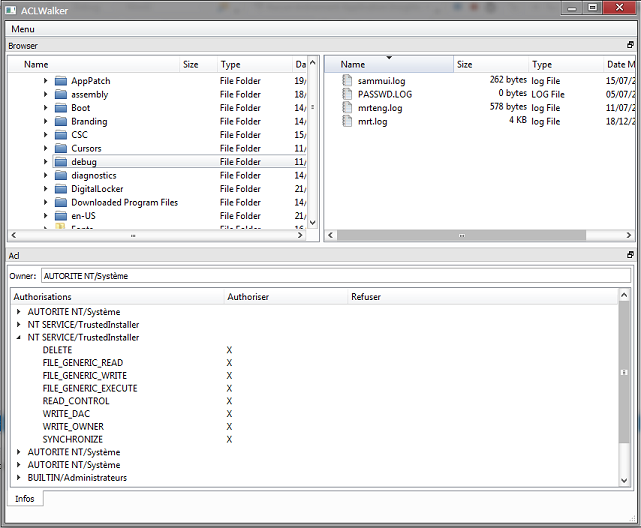 ACLWalker
Menu
Browser
Name Size Type Da
AppPatch File Folder 19/
assembly File Folder 18/
Boot File Folder 14/
Branding File Folder 14/
CSC File Folder 15/
Cursors File Folder 11/
debug File Folder 11/
diagnostics File Folder 14/
DigitalLocker File Folder 21/
Downloaded Program Files File Folder 14/
en-US File Folder 21/
Name Size Type Date M
sammui.log 262 bytes log File 15/07/2
PASSWD.LOG 0 bytes LOG File 05/07/2
mrteng.log 578 bytes log File 11/07/2
mrt.log 4 KB log File 18/12/2
Acl
Owner: AUTORITE NT/Système
Authorisations Authoriser Refuser
AUTORITE NT/Système
NT SERVICE/TrustedInstaller
NT SERVICE/TrustedInstaller
DELETE X
FILE_GENERIC_READ X
FILE_GENERIC_WRITE X
FILE_GENERIC_EXECUTE X
READ_CONTROL X
WRITE_DAC X
WRITE_OWNER X
SYNCHRONIZE X
AUTORITE NT/Système
AUTORITE NT/Système
BUILTIN/Administrateurs
Infos